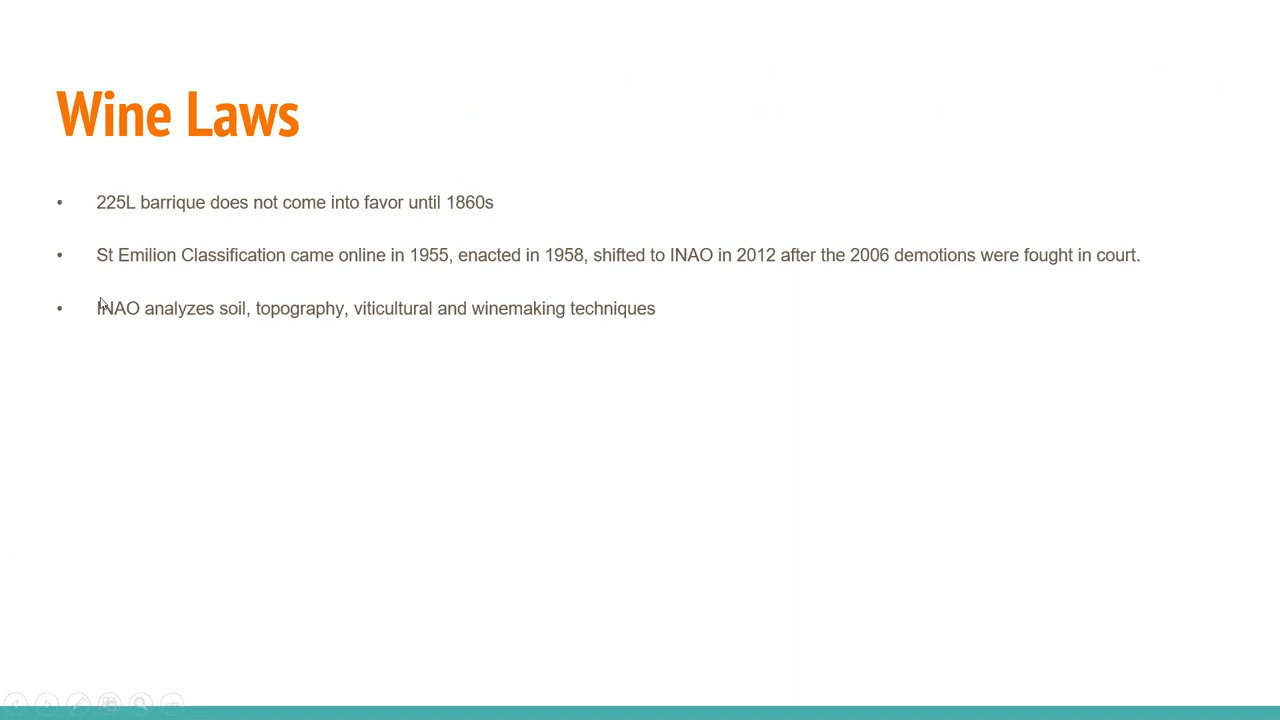 Wine Laws
• 225L barrique does not come into favor until 1860s
• St Emilion Classification came online in 1955, enacted in 1958, shifted to INAO in 2012 after the 2006 demotions were fought in court.
• INAO analyzes soil, topography, viticultural and winemaking techniques